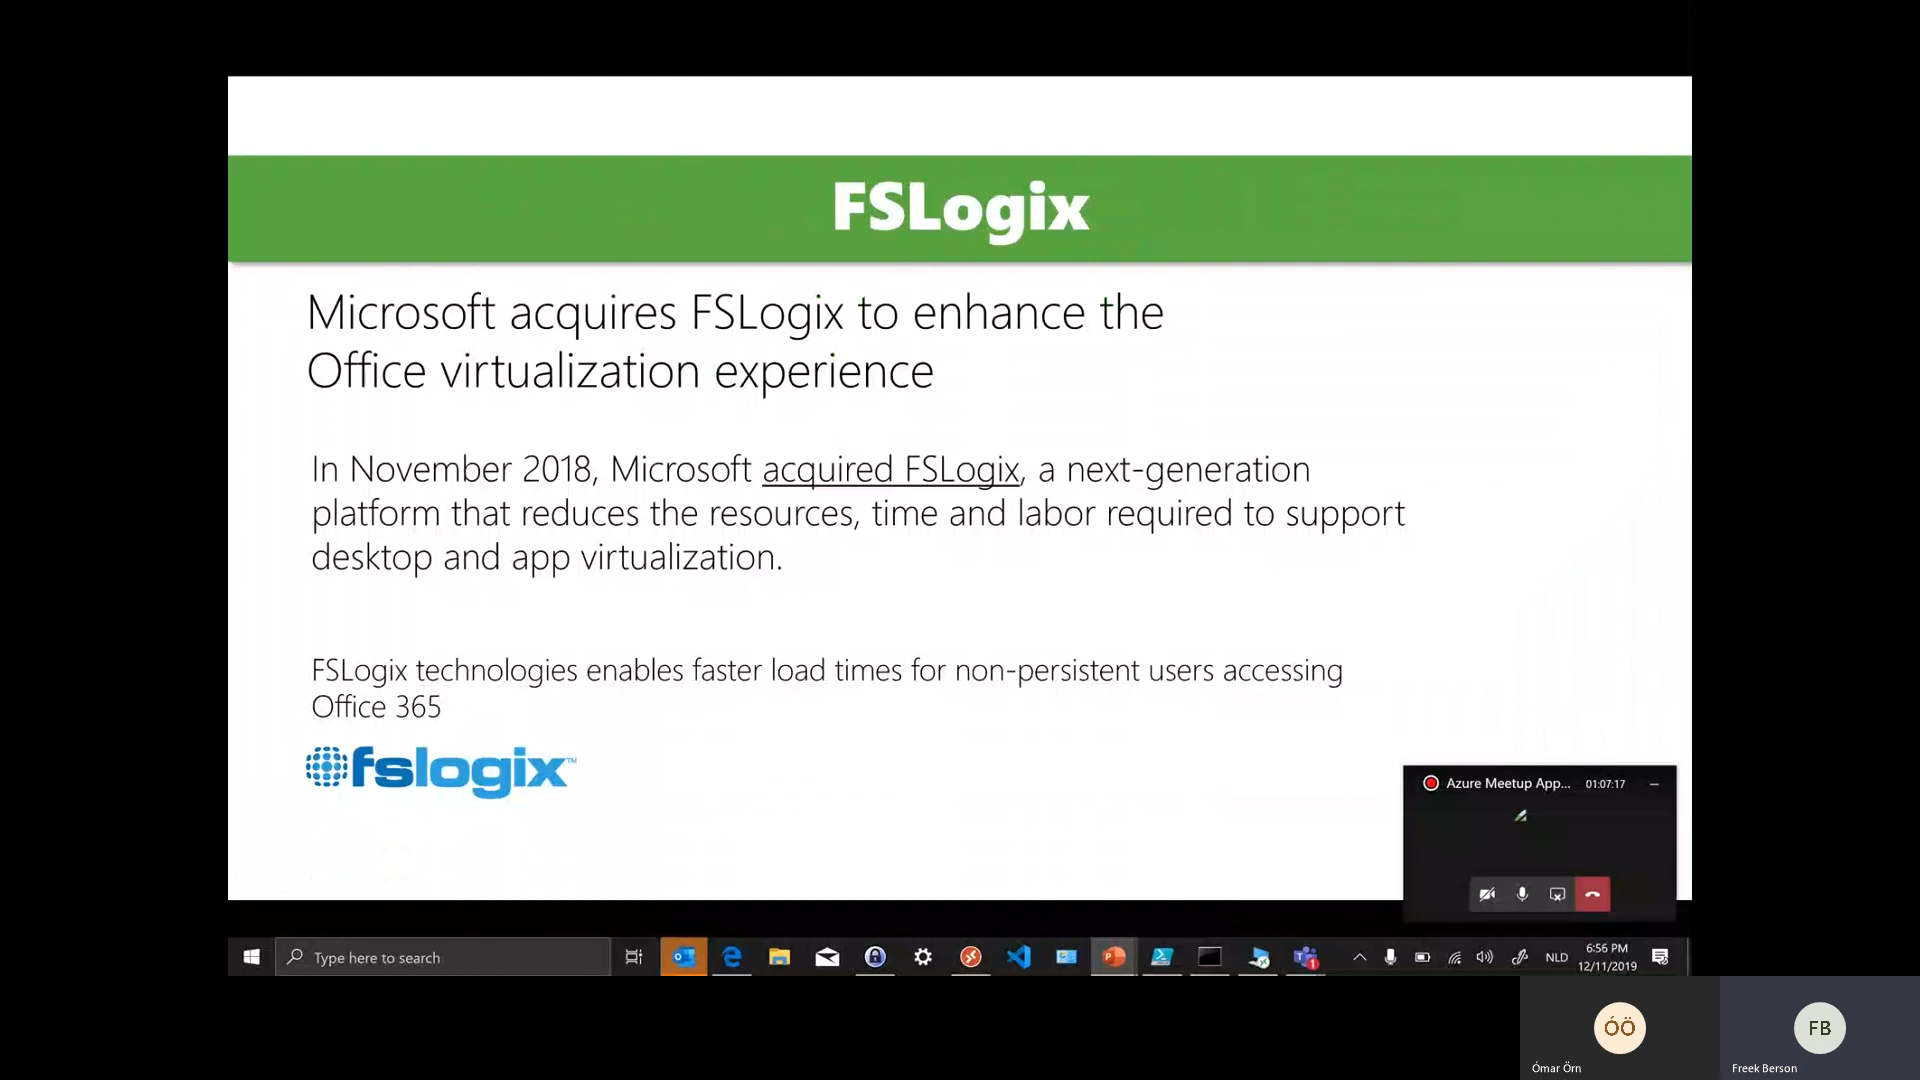 FSLogix
Microsoft acquires FSLogix to enhance the
Office virtualization experience
In November 2018, Microsoft acquired FSLogix, a next-generation
platform that reduces the resources, time and labor required to support
desktop and app virtualization.
FSLogix technologies enables faster load times for non-persistent users accessing
Office 365
fslogix™
Azure Meetup App... 01:07:17
Type here to search
1
NLD
6:56 PM
12/11/2019
ÓÖ
FB
Ómar Örn
Freek Berson